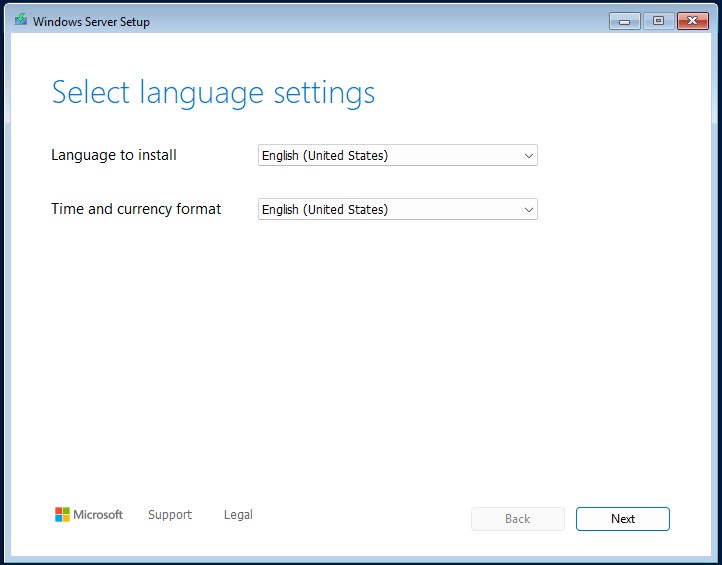 Windows Server Setup
Select language settings
Language to install English (United States)
Time and currency format English (United States)
Microsoft Support Legal Back Next